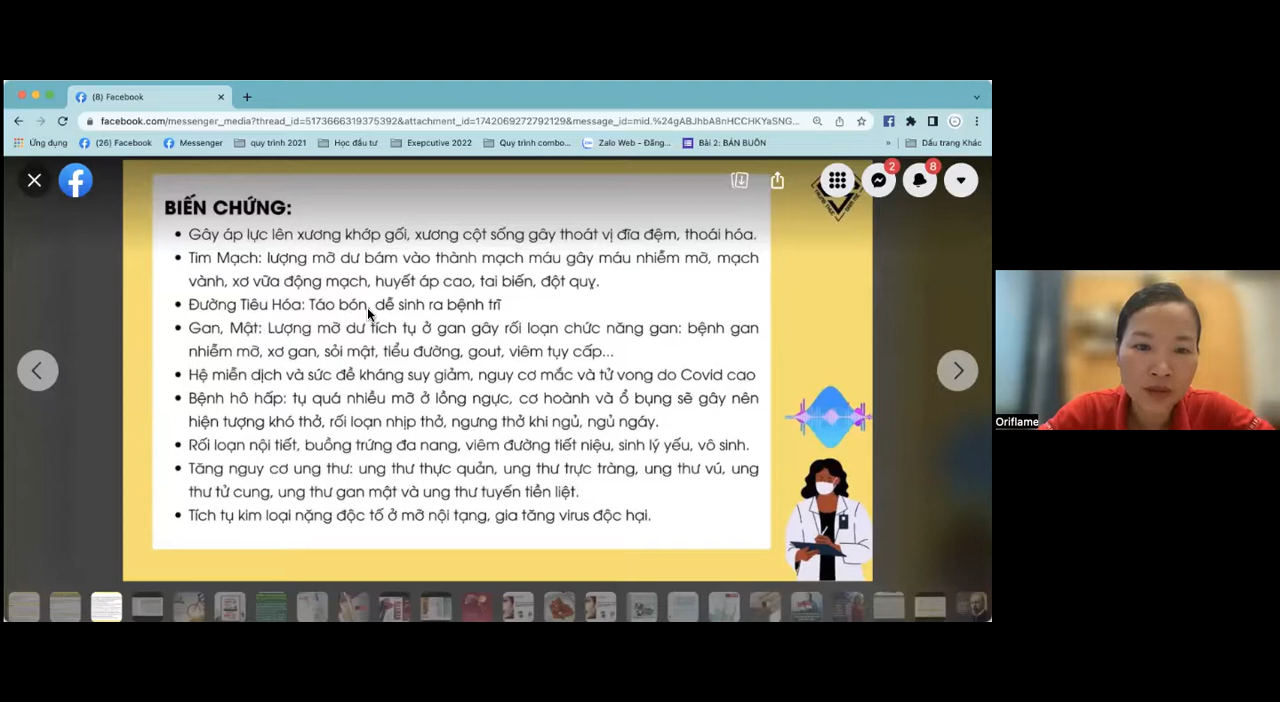 (8) Facebook
facebook.com/messenger_media?thread_id=5173666319375392&attachment_id=1742069272792129&message_id=mid.%24gABJhbA8nHCCHKYaSNG...
Ứng dụng
(26) Facebook
Messenger
quy trình 2021
Học đầu tư
Exepcutive 2022
Quy trình combo...
Zalo Web - Đăng...
Bài 2: BÁN BUÔN
»
Dấu trang Khác
2
8
BIẾN CHỨNG:
• Gây áp lực lên xương khớp gối, xương cột sống gây thoát vị đĩa đệm, thoái hóa.
• Tim Mạch: lượng mỡ dư bám vào thành mạch máu gây máu nhiễm mỡ, mạch
vành, xơ vữa động mạch, huyết áp cao, tai biến, đột quỵ.
• Đường Tiêu Hóa: Táo bón, dễ sinh ra bệnh trĩ
• Gan, Mật: Lượng mỡ dư tích tụ ở gan gây rối loạn chức năng gan: bệnh gan
nhiễm mỡ, xơ gan, sỏi mật, tiểu đường, gout, viêm tụy cấp...
• Hệ miễn dịch và sức đề kháng suy giảm, nguy cơ mắc và tử vong do Covid cao
• Bệnh hô hấp: tụ quá nhiều mỡ ở lồng ngực, cơ hoành và ổ bụng sẽ gây nên
hiện tượng khó thở, rối loạn nhịp thở, ngưng thở khi ngủ, ngủ ngáy.
• Rối loạn nội tiết, buồng trứng đa nang, viêm đường tiết niệu, sinh lý yếu, vô sinh.
• Tăng nguy cơ ung thư: ung thư thực quản, ung thư trực tràng, ung thư vú, ung
thư tử cung, ung thư gan mật và ung thư tuyến tiền liệt.
• Tích tụ kim loại nặng độc tố ở mỡ nội tạng, gia tăng virus độc hại.
Oriflame